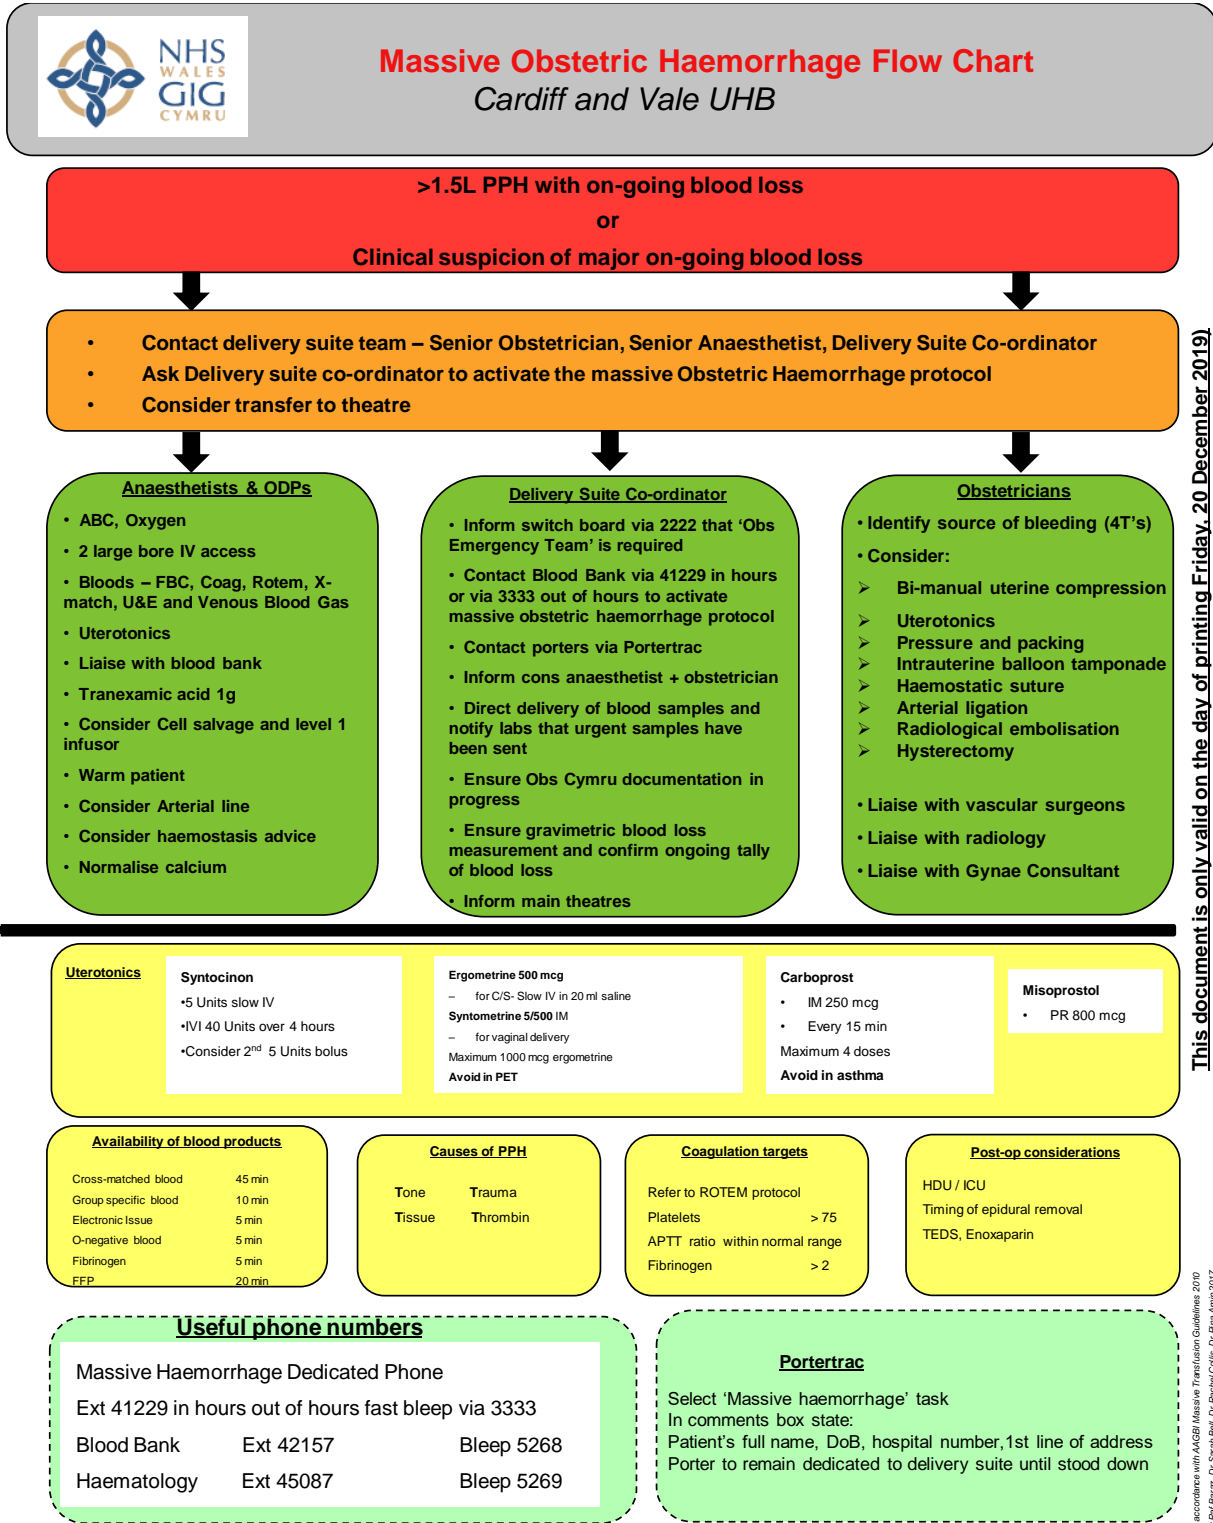 NHS
WALES
GIG
CYMRU
Massive Obstetric Haemorrhage Flow Chart
Cardiff and Vale UHB
>1.5L PPH with on-going blood loss
or
Clinical suspicion of major on-going blood loss
• Contact delivery suite team – Senior Obstetrician, Senior Anaesthetist, Delivery Suite Co-ordinator
• Ask Delivery suite co-ordinator to activate the massive Obstetric Haemorrhage protocol
• Consider transfer to theatre
Anaesthetists & ODPs
• ABC, Oxygen
• 2 large bore IV access
• Bloods – FBC, Coag, Rotem, X-
match, U&E and Venous Blood Gas
• Uterotonics
• Liaise with blood bank
• Tranexamic acid 1g
• Consider Cell salvage and level 1
infusor
• Warm patient
• Consider Arterial line
• Consider haemostasis advice
• Normalise calcium
Delivery Suite Co-ordinator
• Inform switch board via 2222 that ‘Obs
Emergency Team’ is required
• Contact Blood Bank via 41229 in hours
or via 3333 out of hours to activate
massive obstetric haemorrhage protocol
• Contact porters via Portertrac
• Inform cons anaesthetist + obstetrician
• Direct delivery of blood samples and
notify labs that urgent samples have
been sent
• Ensure Obs Cymru documentation in
progress
• Ensure gravimetric blood loss
measurement and confirm ongoing tally
of blood loss
• Inform main theatres
Obstetricians
• Identify source of bleeding (4T’s)
• Consider:
➢ Bi-manual uterine compression
➢ Uterotonics
➢ Pressure and packing
➢ Intrauterine balloon tamponade
➢ Haemostatic suture
➢ Arterial ligation
➢ Radiological embolisation
➢ Hysterectomy
• Liaise with vascular surgeons
• Liaise with radiology
• Liaise with Gynae Consultant
This document is only valid on the day of printing Friday, 20 December 2019)
Uterotonics
Syntocinon
•5 Units slow IV
•IVI 40 Units over 4 hours
•Consider 2nd 5 Units bolus
Ergometrine 500 mcg
– for C/S- Slow IV in 20 ml saline
Syntometrine 5/500 IM
– for vaginal delivery
Maximum 1000 mcg ergometrine
Avoid in PET
Carboprost
• IM 250 mcg
• Every 15 min
Maximum 4 doses
Avoid in asthma
Misoprostol
• PR 800 mcg
Availability of blood products
Cross-matched blood 45 min
Group specific blood 10 min
Electronic Issue 5 min
O-negative blood 5 min
Fibrinogen 5 min
FFP 20 min
Causes of PPH
Tone Trauma
Tissue Thrombin
Coagulation targets
Refer to ROTEM protocol
Platelets > 75
APTT ratio within normal range
Fibrinogen > 2
Post-op considerations
HDU / ICU
Timing of epidural removal
TEDS, Enoxaparin
Useful phone numbers
Massive Haemorrhage Dedicated Phone
Ext 41229 in hours out of hours fast bleep via 3333
Blood Bank Ext 42157 Bleep 5268
Haematology Ext 45087 Bleep 5269
Portertrac
Select ‘Massive haemorrhage’ task
In comments box state:
Patient’s full name, DoB, hospital number,1st line of address
Porter to remain dedicated to delivery suite until stood down
accordance with AAGBI Massive Transfusion Guidelines 2010
Dr Sarah Bell, Dr Rachel Collis, Dr Elna Amin 2017